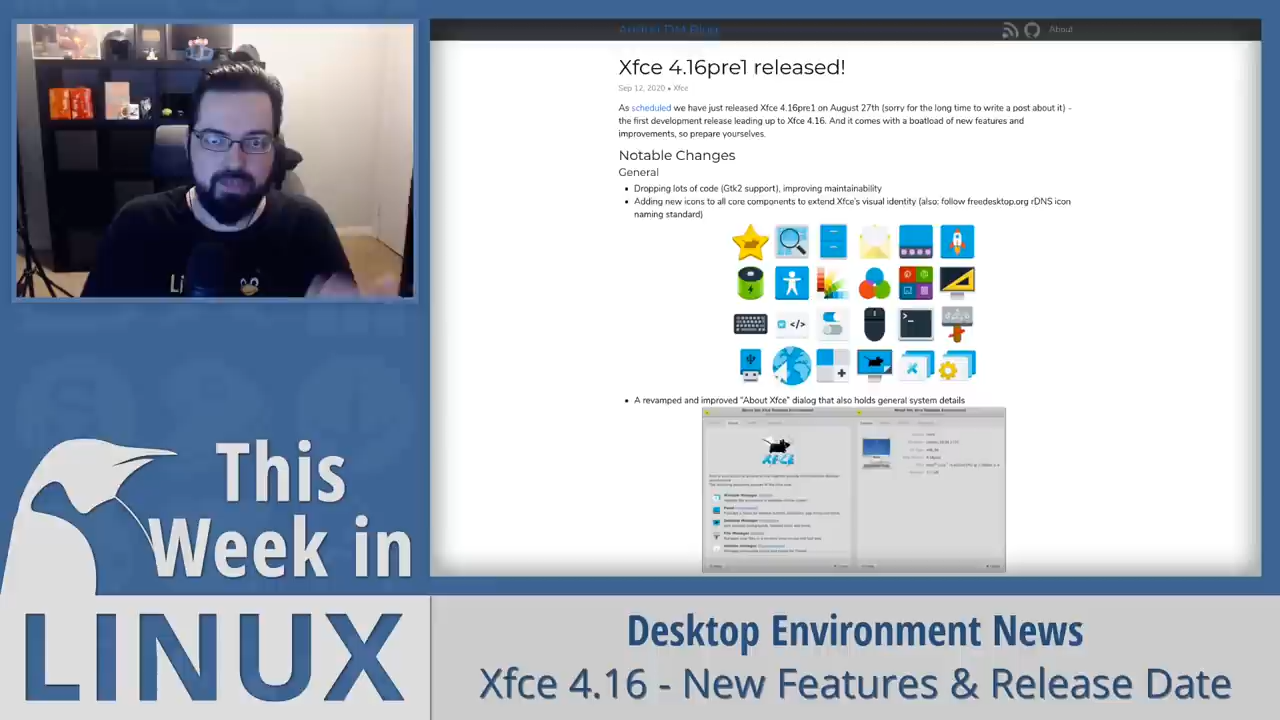 About
Xfce 4.16pre1 released!
Sep 12, 2020 • Xfce
As scheduled we have just released Xfce 4.16pre1 on August 27th (sorry for the long time to write a post about it) -
the first development release leading up to Xfce 4.16. And it comes with a boatload of new features and
improvements, so prepare yourselves.
Notable Changes
General
• Dropping lots of code (Gtk2 support), improving maintainability
• Adding new icons to all core components to extend Xfce's visual identity (also: follow freedesktop.org rDNS icon
naming standard)
• A revamped and improved "About Xfce" dialog that also holds general system details
XFCE
This
Week in
LINUX
Desktop Environment News
Xfce 4.16 - New Features & Release Date